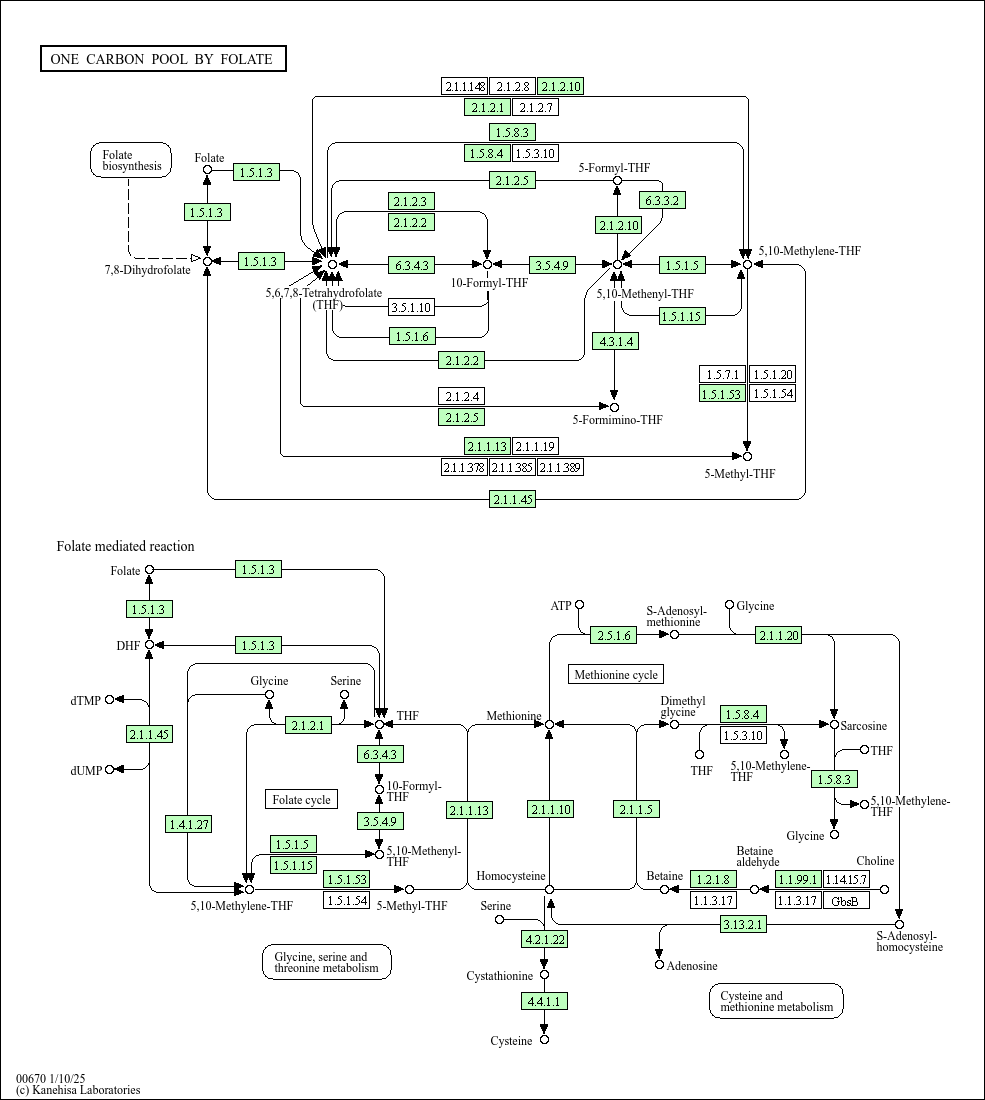 ONE CARBON POOL BY FOLATE
2.1.1.148 2.1.2.8 2.1.2.10
2.1.2.1 2.1.2.7
1.5.8.3
1.5.8.4 1.5.3.10
Folate
biosynthesis
Folate
1.5.1.3
2.1.2.5
5-Formyl-THF
6.3.3.2
1.5.1.3
2.1.2.3
2.1.2.2
2.1.2.10
5,10-Methylene-THF
7,8-Dihydrofolate
1.5.1.3
6.3.4.3
3.5.4.9
1.5.1.5
10-Formyl-THF
5,6,7,8-Tetrahydrofolate
(THF)
5,10-Methenyl-THF
3.5.1.10
1.5.1.15
1.5.1.6
4.3.1.4
2.1.2.2
1.5.7.1 1.5.1.20
1.5.1.53 1.5.1.54
2.1.2.4
2.1.2.5
5-Formimino-THF
2.1.1.13 2.1.1.19
2.1.1.378 2.1.1.385 2.1.1.389
5-Methyl-THF
2.1.1.45
Folate mediated reaction
Folate
1.5.1.3
1.5.1.3
DHF
1.5.1.3
ATP
S-Adenosyl-
methionine
Glycine
2.5.1.6
2.1.1.20
Methionine cycle
dTMP
2.1.1.45
dUMP
Glycine
Serine
2.1.2.1
THF
Methionine
Dimethyl
glycine
1.5.8.4
1.5.3.10
Sarcosine
6.3.4.3
THF
5,10-Methylene-
THF
THF
1.5.8.3
10-Formyl-
THF
Folate cycle
5,10-Methylene-
THF
1.4.1.27
3.5.4.9
2.1.1.13
2.1.1.10
2.1.1.5
Glycine
1.5.1.5
1.5.1.15
5,10-Methenyl-
THF
Betaine
aldehyde
Choline
Homocysteine
Betaine
1.5.1.53
1.5.1.54
1.2.1.8
1.1.3.17
1.1.99.1 1.14.15.7
1.1.3.17 GbsB
5,10-Methylene-THF
5-Methyl-THF
Serine
3.13.2.1
S-Adenosyl-
homocysteine
4.2.1.22
Glycine, serine and
threonine metabolism
Adenosine
Cystathionine
Cysteine and
methionine metabolism
4.4.1.1
Cysteine
00670 1/10/25
(c) Kanehisa Laboratories